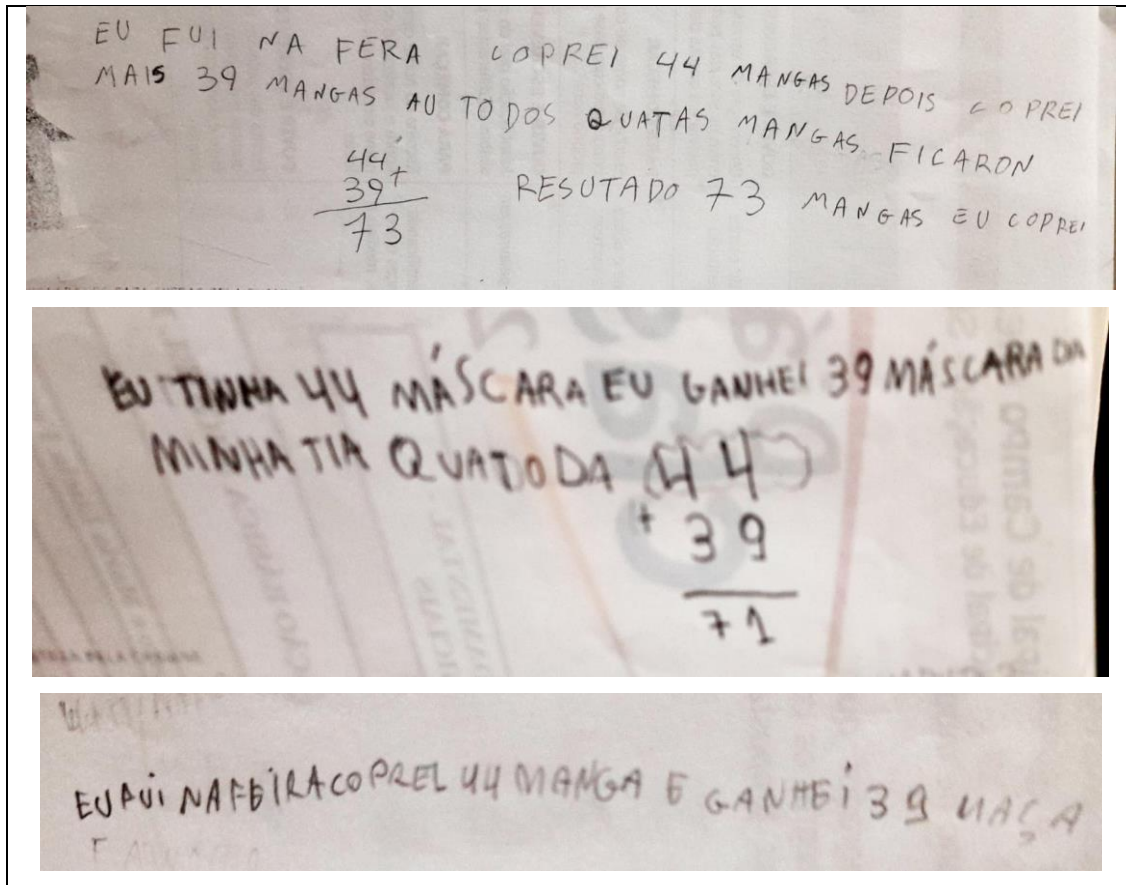 EU FUI NA FERA COPREI 44 MANGAS DEPOIS COPREI
MAIS 39 MANGAS AU TODOS QUATAS MANGAS FICARON
44 +
39
73
RESUTADO 73 MANGAS EU COPREI
EU TINHA 44 MÁSCARA EU GANHEI 39 MÁSCARA DA
MINHA TIA QUATODA 44
+ 39
71
EU FUI NA FEIRA COPREI 44 MANGA E GANHEI 39 MAÇA